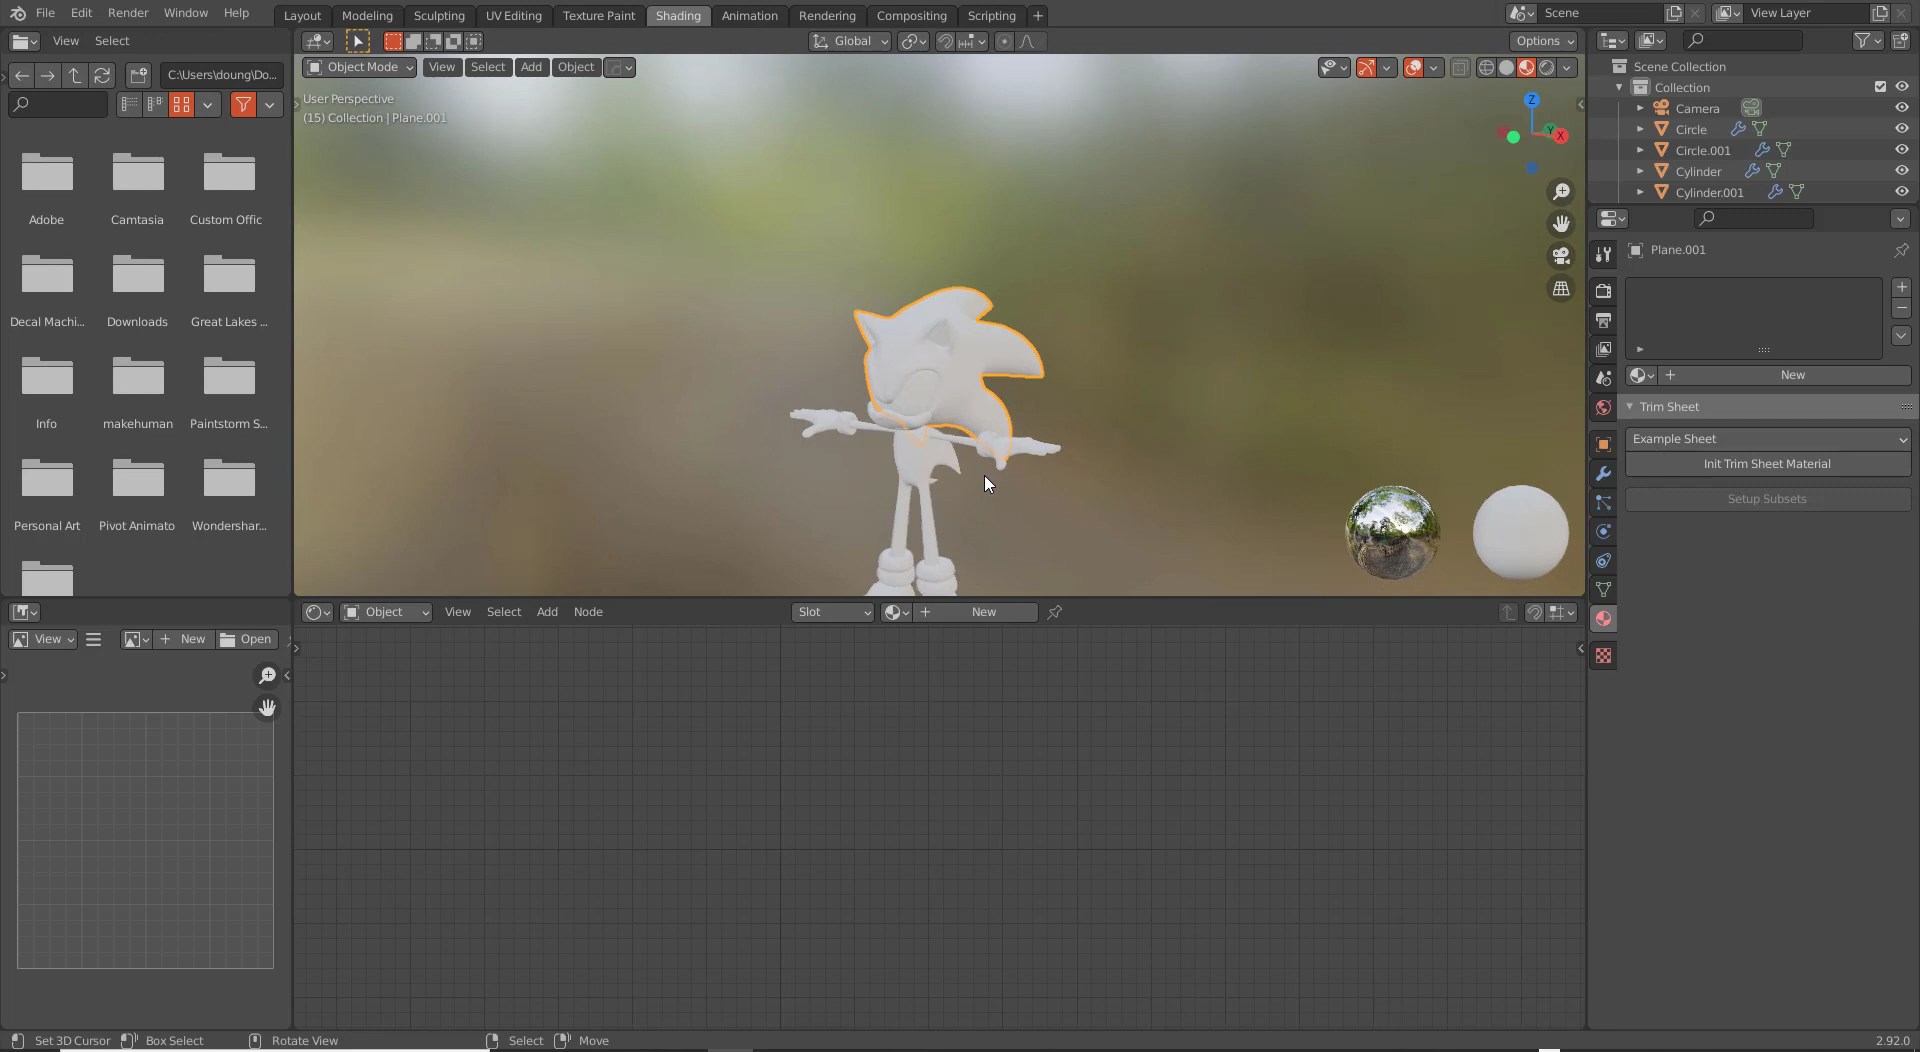 File Edit Render Window Help Layout Modeling Sculpting UV Editing Texture Paint Shading Animation Rendering Compositing Scripting + Scene View Layer
View Select
Global
Options
C:\Users\doung\Do...
Object Mode View Select Add Object
User Perspective
(15) Collection | Plane.001
Z
Y
X
Adobe Camtasia Custom Offic
Decal Machi... Downloads Great Lakes ...
Info makehuman Paintstorm S...
Personal Art Pivot Animato Wondershar...
Scene Collection
Collection
Camera
Circle
Circle.001
Cylinder
Cylinder.001
Plane.001
New
Trim Sheet
Example Sheet
Init Trim Sheet Material
Setup Subsets
Object View Select Add Node Slot New
View New Open
Set 3D Cursor Box Select Rotate View Select Move 2.92.0